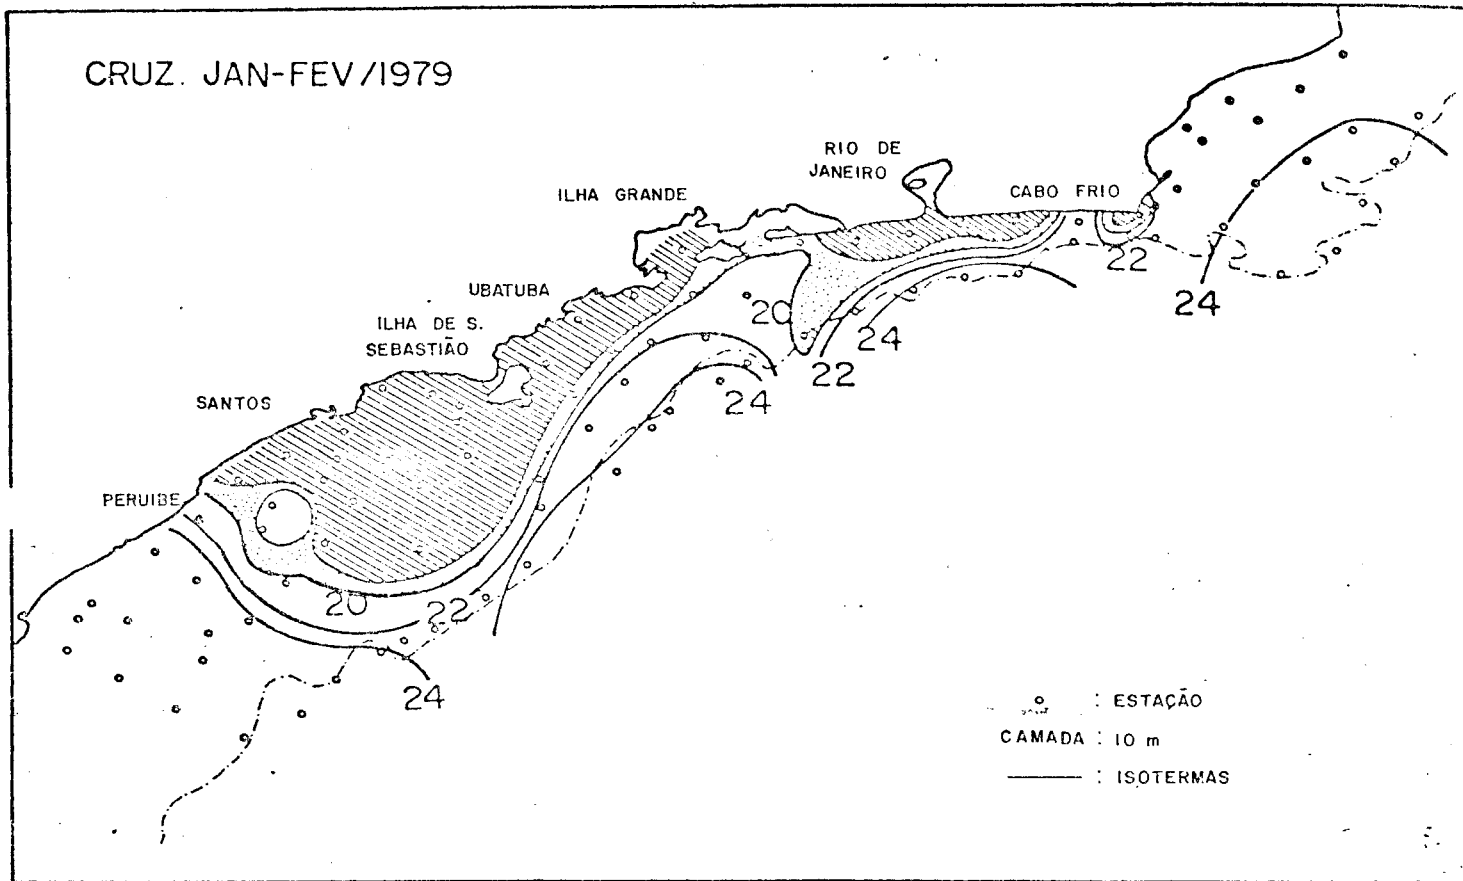 CRUZ. JAN-FEV/1979
RIO DE
JANEIRO
ILHA GRANDE
CABO FRIO
UBATUBA
ILHA DE S.
SEBASTIÃO
SANTOS
PERUIBE
22
24
20
24
22
24
20
22
24
: ESTAÇÃO
CAMADA : 10 m
: ISOTERMAS